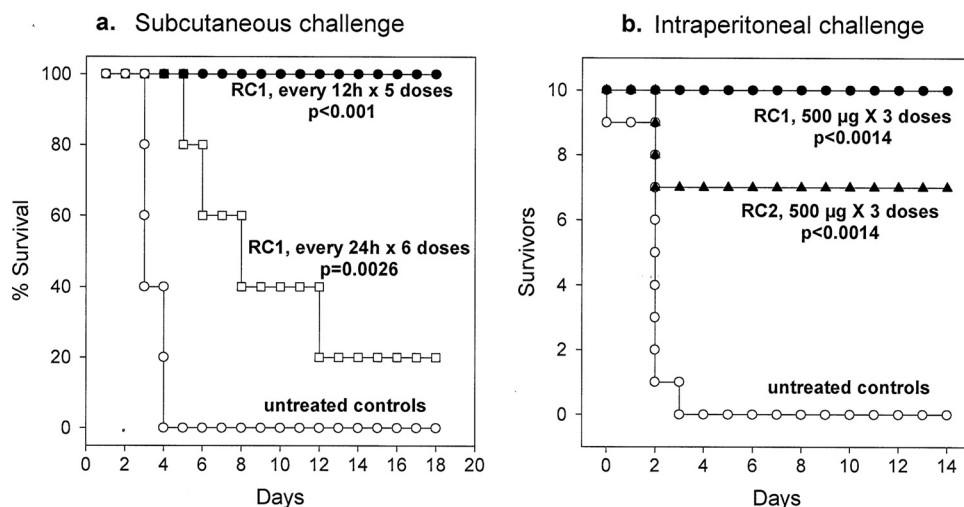 a. Subcutaneous challenge
% Survival
100
80
60
40
20
0
RC1, every 12h x 5 doses
p<0.001
RC1, every 24h x 6 doses
p=0.0026
untreated controls
0 2 4 6 8 10 12 14 16 18 20
Days
b. Intraperitoneal challenge
Survivors
10
8
6
4
2
0
RC1, 500 µg X 3 doses
p<0.0014
RC2, 500 µg X 3 doses
p<0.0014
untreated controls
0 2 4 6 8 10 12 14
Days